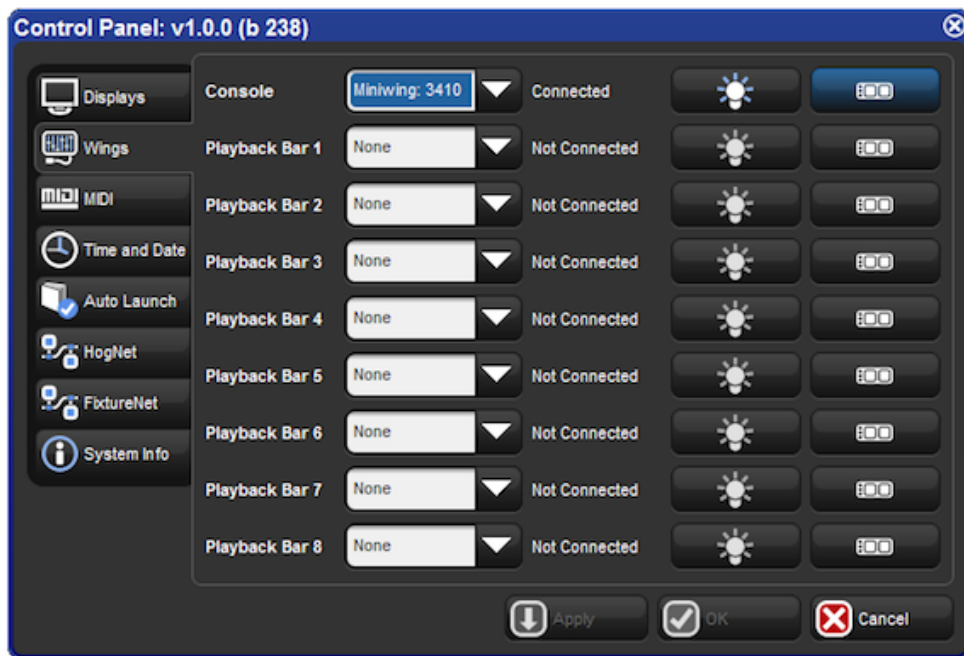 Control Panel: v1.0.0 (b 238)
Displays
Wings
MIDI MIDI
Time and Date
Auto Launch
HogNet
FixtureNet
System Info
Console Miniwing: 3410 Connected
Playback Bar 1 None Not Connected
Playback Bar 2 None Not Connected
Playback Bar 3 None Not Connected
Playback Bar 4 None Not Connected
Playback Bar 5 None Not Connected
Playback Bar 6 None Not Connected
Playback Bar 7 None Not Connected
Playback Bar 8 None Not Connected
Apply OK Cancel